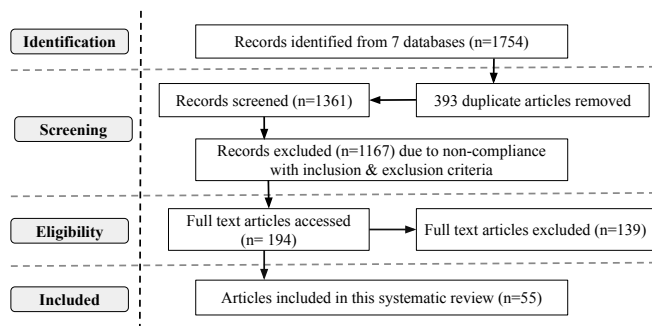 Identification
Records identified from 7 databases (n=1754)
Screening
Records screened (n=1361)
393 duplicate articles removed
Records excluded (n=1167) due to non-compliance
with inclusion & exclusion criteria
Eligibility
Full text articles accessed
(n= 194)
Full text articles excluded (n=139)
Included
Articles included in this systematic review (n=55)